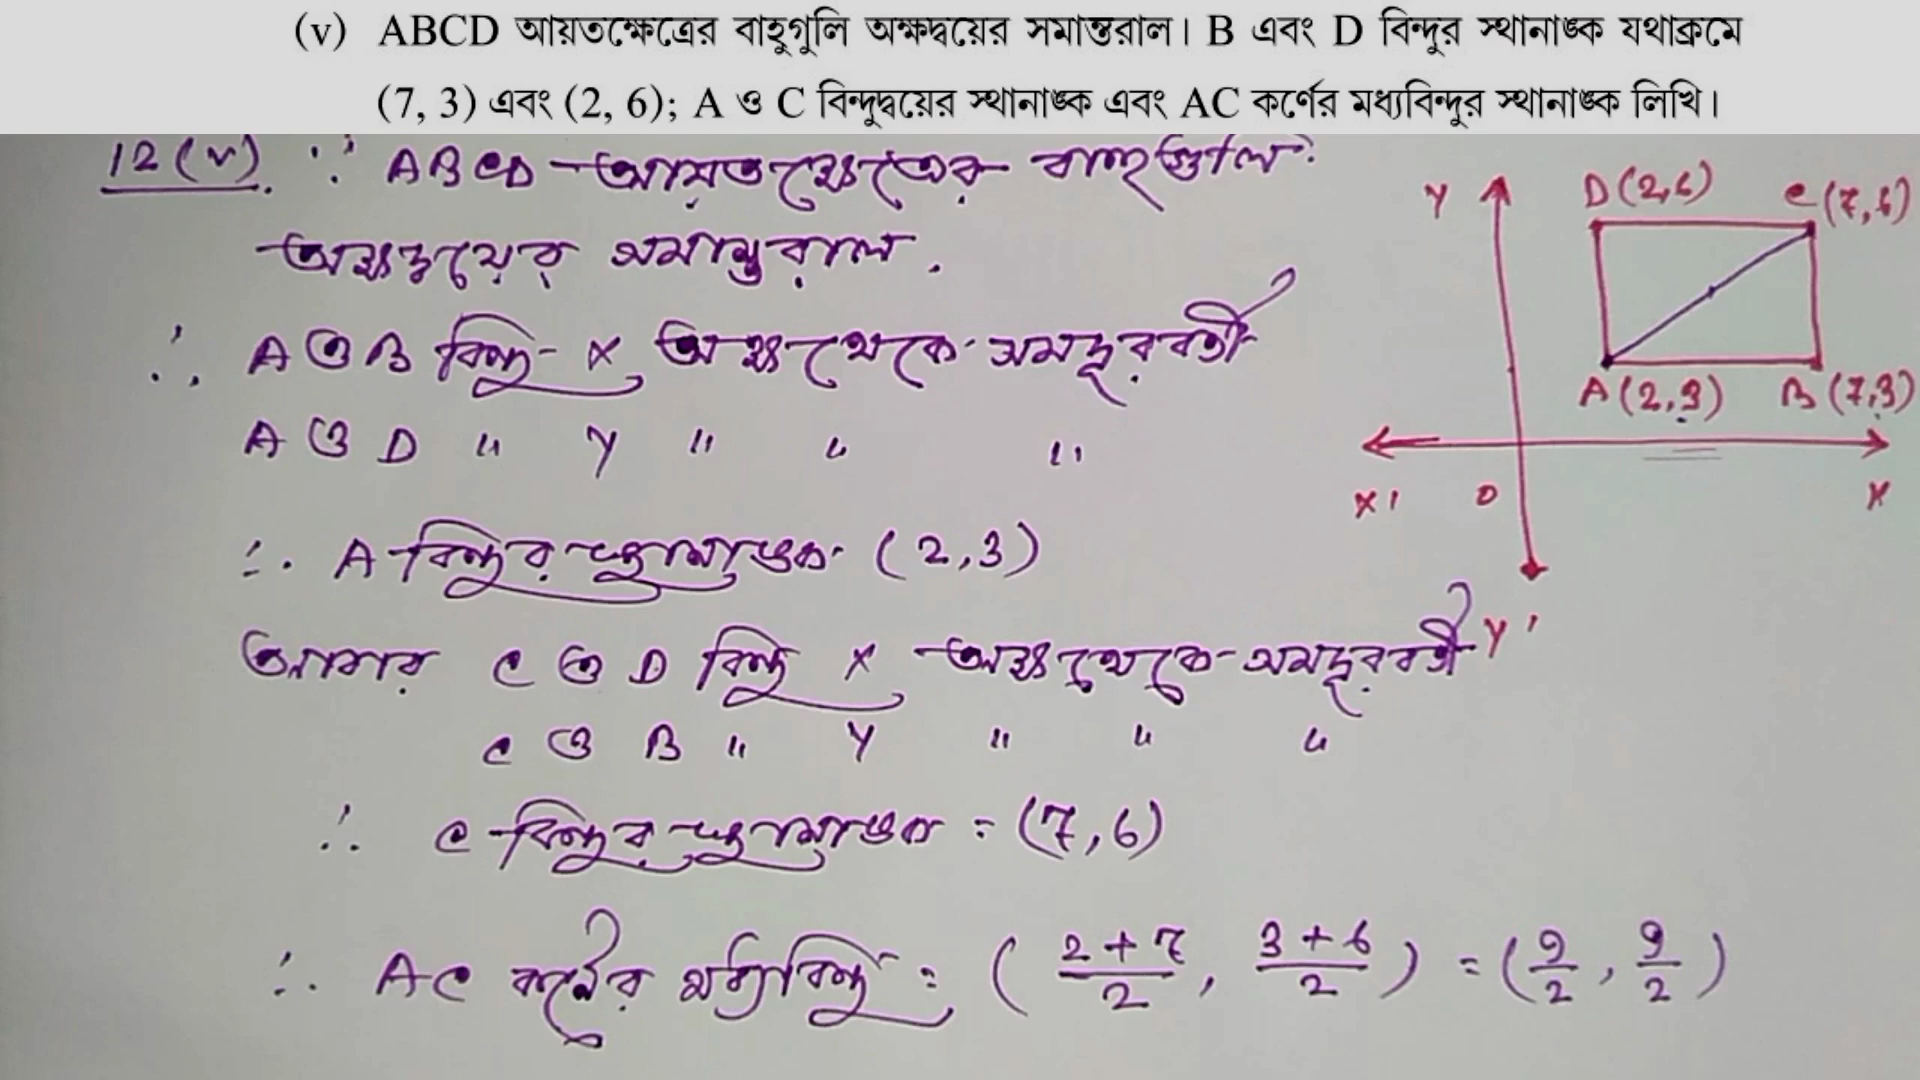 (v) ABCD আয়তক্ষেত্রের বাহুগুলি অক্ষদ্বয়ের সমান্তরাল। B এবং D বিন্দুর স্থানাঙ্ক যথাক্রমে
(7, 3) এবং (2, 6); A ও C বিন্দুদ্বয়ের স্থানাঙ্ক এবং AC কর্ণের মধ্যবিন্দুর স্থানাঙ্ক লিখি।
12(v). ∵ ABCD আয়তক্ষেত্রের বাহুগুলি
অক্ষদ্বয়ের সমান্তরাল.
∴ A ও B বিন্দু X অক্ষ থেকে সমদূরবর্তী
A ও D " Y " " "
∴ A বিন্দুর স্থানাঙ্ক (2,3)
আবার C ও D বিন্দু X অক্ষ থেকে সমদূরবর্তী
C ও B " Y " " "
∴ C বিন্দুর স্থানাঙ্ক = (7,6)
∴ AC কর্ণের মধ্যবিন্দু = (2+7/2, 3+6/2) = (9/2, 9/2)
Y D(2,6) C(7,6)
A(2,3) B(7,3)
X' O X
Y'